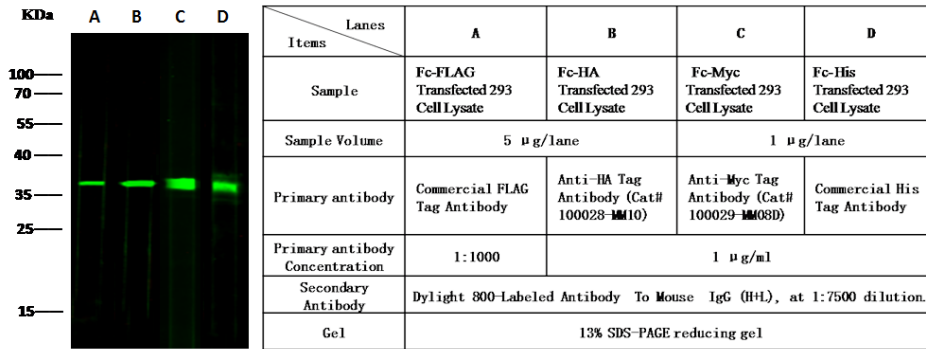 KDa A B C D
100
70
55
40
35
25
15
Lanes
Items
A B C D
Sample
Fc-FLAG
Transfected 293
Cell Lysate
Fc-HA
Transfected 293
Cell Lysate
Fc-Myc
Transfected 293
Cell Lysate
Fc-His
Transfected 293
Cell Lysate
Sample Volume
5 μg/lane
1 μg/lane
Primary antibody
Commercial FLAG
Tag Antibody
Anti-HA Tag
Antibody (Cat#
100028-MM10)
Anti-Myc Tag
Antibody (Cat#
100029-MM08D)
Commercial His
Tag Antibody
Primary antibody
Concentration
1:1000
1 μg/ml
Secondary
Antibody
Dylight 800-Labeled Antibody To Mouse IgG (H+L), at 1:7500 dilution.
Gel
13% SDS-PAGE reducing gel